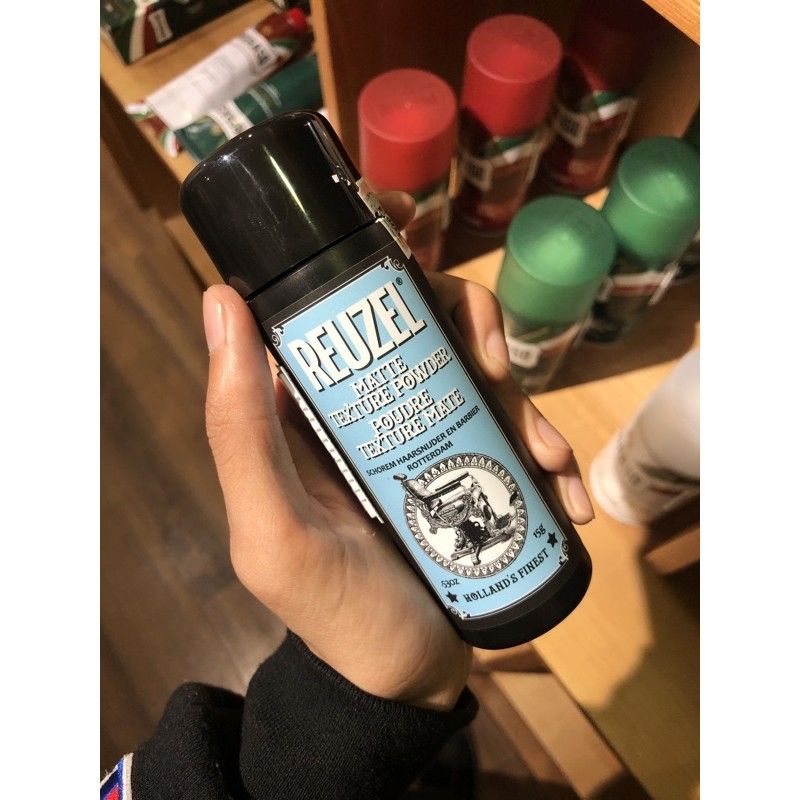 REUZEL®
MATTE
TEXTURE POWDER
POUDRE
TEXTURE MATE
SCHOREM HAARSNIJDER EN BARBIER
ROTTERDAM
.53OZ
15g
HOLLAND'S FINEST